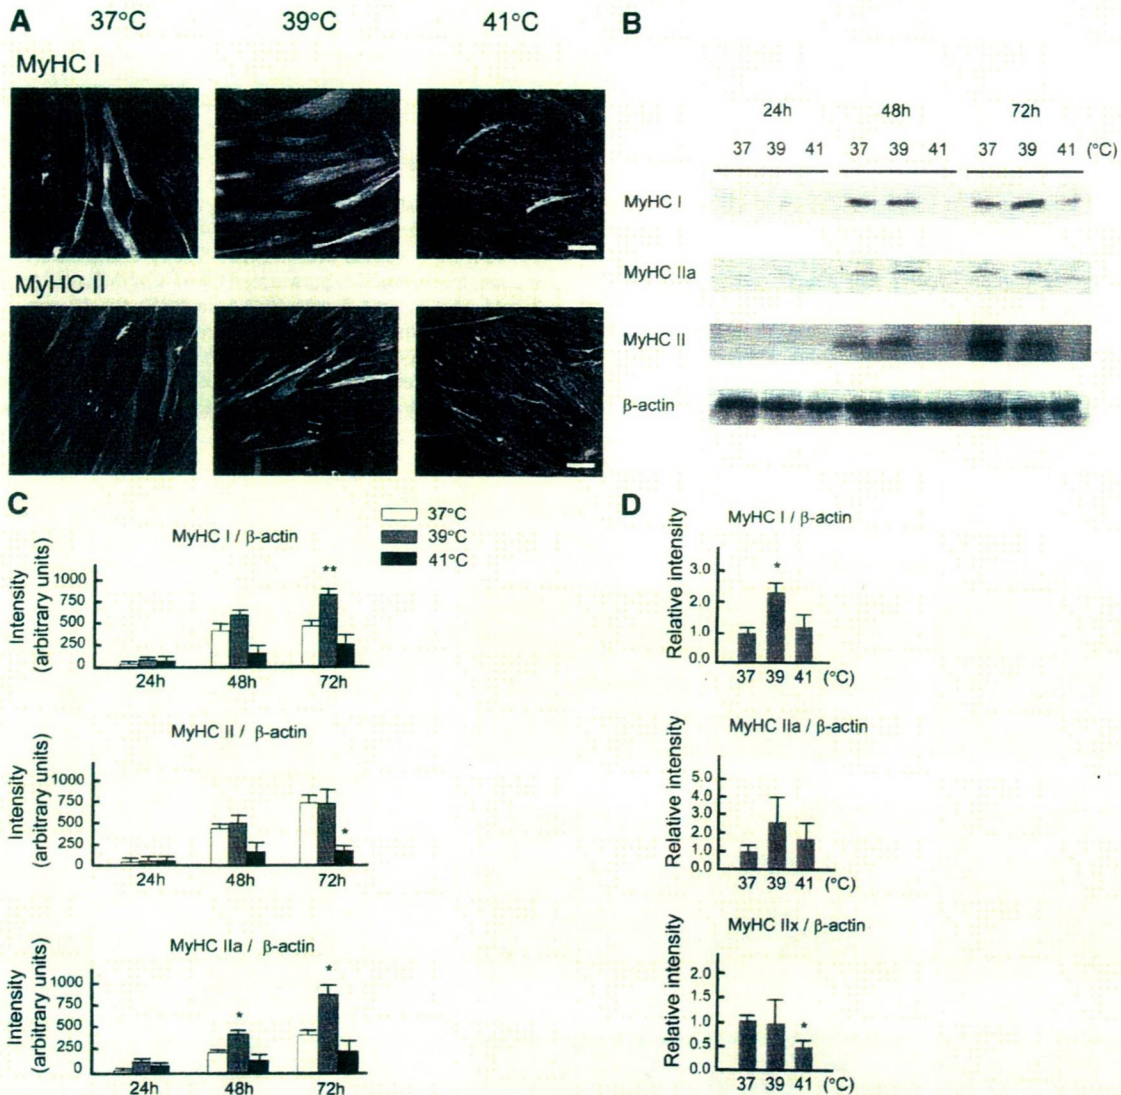 A
37°C 39°C 41°C
MyHC I
MyHC II
B
24h 48h 72h
37 39 41 37 39 41 37 39 41 (°C)
MyHC I
MyHC IIa
MyHC II
β-actin
C
37°C
39°C
41°C
MyHC I / β-actin
Intensity
(arbitrary units)
1000
750
500
250
0
**
24h 48h 72h
MyHC II / β-actin
Intensity
(arbitrary units)
1000
750
500
250
0
*
24h 48h 72h
MyHC IIa / β-actin
Intensity
(arbitrary units)
1000
750
500
250
0
* *
24h 48h 72h
D
MyHC I / β-actin
Relative intensity
3.0
2.0
1.0
0.0
*
37 39 41 (°C)
MyHC IIa / β-actin
Relative intensity
5.0
4.0
3.0
2.0
1.0
0.0
37 39 41 (°C)
MyHC IIx / β-actin
Relative intensity
2.0
1.5
1.0
0.5
0.0
*
37 39 41 (°C)